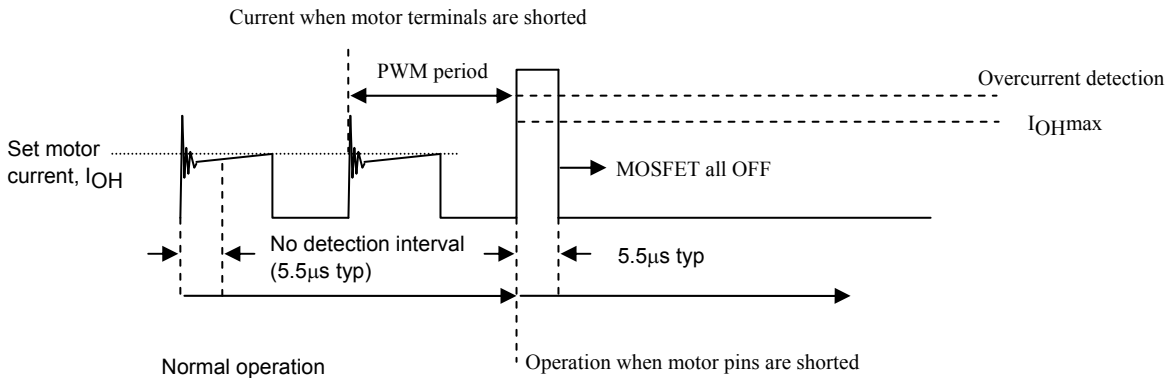 Current when motor terminals are shorted
PWM period
Overcurrent detection
IOHmax
Set motor
current, IOH
MOSFET all OFF
No detection interval
(5.5μs typ)
5.5μs typ
Normal operation
Operation when motor pins are shorted